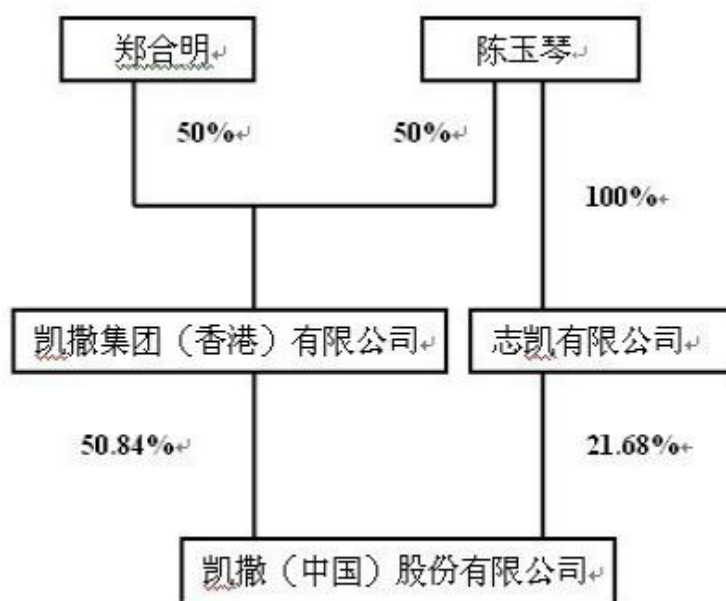 郑合明
陈玉琴
50%
50%
100%
凯撒集团（香港）有限公司
志凯有限公司
50.84%
21.68%
凯撒（中国）股份有限公司